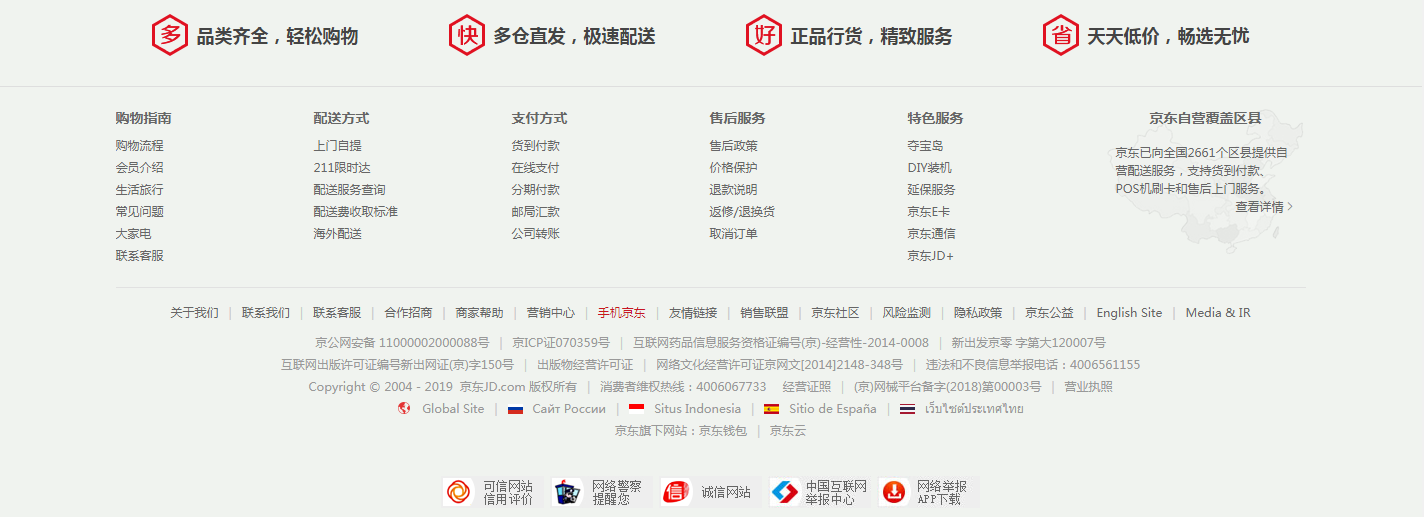 多 品类齐全，轻松购物
快 多仓直发，极速配送
好 正品行货，精致服务
省 天天低价，畅选无忧
购物指南
购物流程
会员介绍
生活旅行
常见问题
大家电
联系客服
配送方式
上门自提
211限时达
配送服务查询
配送费收取标准
海外配送
支付方式
货到付款
在线支付
分期付款
邮局汇款
公司转账
售后服务
售后政策
价格保护
退款说明
返修/退换货
取消订单
特色服务
夺宝岛
DIY装机
延保服务
京东E卡
京东通信
京东JD+
京东自营覆盖区县
京东已向全国2661个区县提供自
营配送服务，支持货到付款、
POS机刷卡和售后上门服务。
查看详情 >
关于我们 | 联系我们 | 联系客服 | 合作招商 | 商家帮助 | 营销中心 | 手机京东 | 友情链接 | 销售联盟 | 京东社区 | 风险监测 | 隐私政策 | 京东公益 | English Site | Media & IR
京公网安备 11000002000088号 | 京ICP证070359号 | 互联网药品信息服务资格证编号(京)-经营性-2014-0008 | 新出发京零 字第大120007号
互联网出版许可证编号新出网证(京)字150号 | 出版物经营许可证 | 网络文化经营许可证京网文[2014]2148-348号 | 违法和不良信息举报电话：4006561155
Copyright © 2004 - 2019 京东JD.com 版权所有 | 消费者维权热线：4006067733 经营证照 | (京)网械平台备字(2018)第00003号 | 营业执照
Global Site | Сайт России | Situs Indonesia | Sitio de España | เว็บไซต์ประเทศไทย
京东旗下网站：京东钱包 | 京东云
可信网站
信用评价
网络警察
提醒您
信 诚信网站
中国互联网
举报中心
网络举报
APP下载